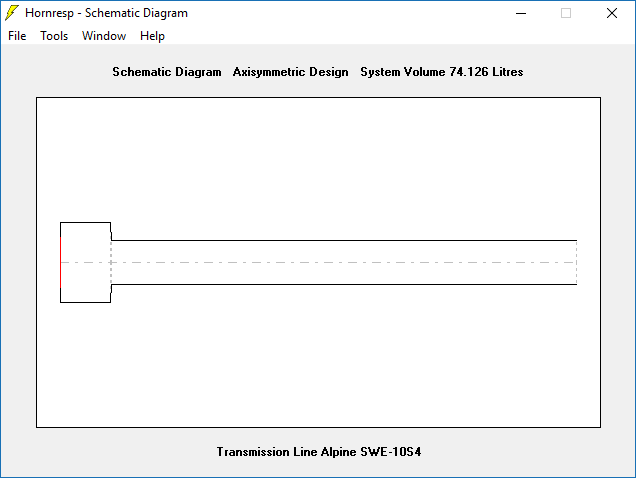 Hornresp - Schematic Diagram
File Tools Window Help
Schematic Diagram Axisymmetric Design System Volume 74.126 Litres
Transmission Line Alpine SWE-10S4